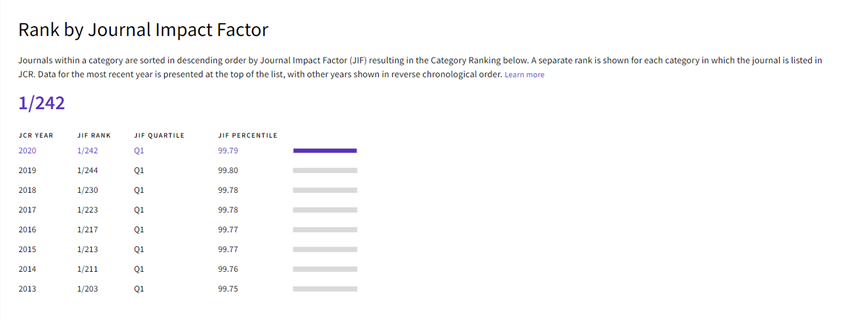 Rank by Journal Impact Factor
Journals within a category are sorted in descending order by Journal Impact Factor (JIF) resulting in the Category Ranking below. A separate rank is shown for each category in which the journal is listed in
JCR. Data for the most recent year is presented at the top of the list, with other years shown in reverse chronological order. Learn more
1/242
JCR YEAR JIF RANK JIF QUARTILE JIF PERCENTILE
2020 1/242 Q1 99.79
2019 1/244 Q1 99.80
2018 1/230 Q1 99.78
2017 1/223 Q1 99.78
2016 1/217 Q1 99.77
2015 1/213 Q1 99.77
2014 1/211 Q1 99.76
2013 1/203 Q1 99.75